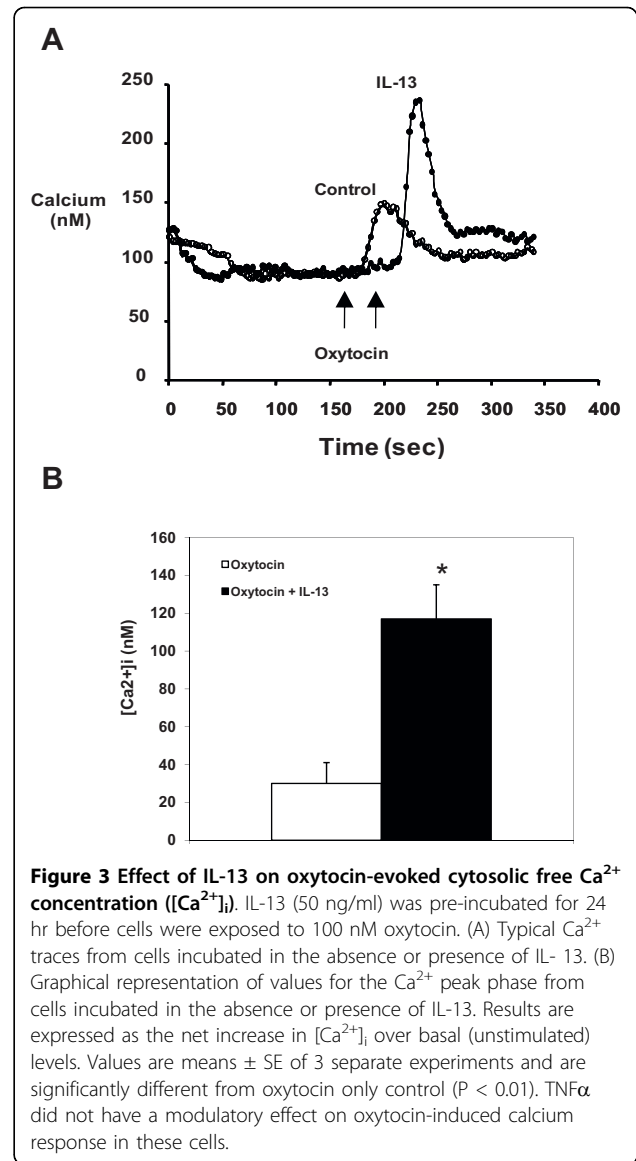 A
250
200
150
100
50
0
Calcium
(nM)
IL-13
Control
Oxytocin
0 50 100 150 200 250 300 350 400
Time (sec)
B
160
140
120
100
80
60
40
20
0
[Ca2+]i (nM)
Oxytocin
Oxytocin + IL-13
*
Figure 3 Effect of IL-13 on oxytocin-evoked cytosolic free Ca²⁺
concentration ([Ca²⁺]ᵢ). IL-13 (50 ng/ml) was pre-incubated for 24
hr before cells were exposed to 100 nM oxytocin. (A) Typical Ca²⁺
traces from cells incubated in the absence or presence of IL- 13. (B)
Graphical representation of values for the Ca²⁺ peak phase from
cells incubated in the absence or presence of IL-13. Results are
expressed as the net increase in [Ca²⁺]ᵢ over basal (unstimulated)
levels. Values are means ± SE of 3 separate experiments and are
significantly different from oxytocin only control (P < 0.01). TNFα
did not have a modulatory effect on oxytocin-induced calcium
response in these cells.